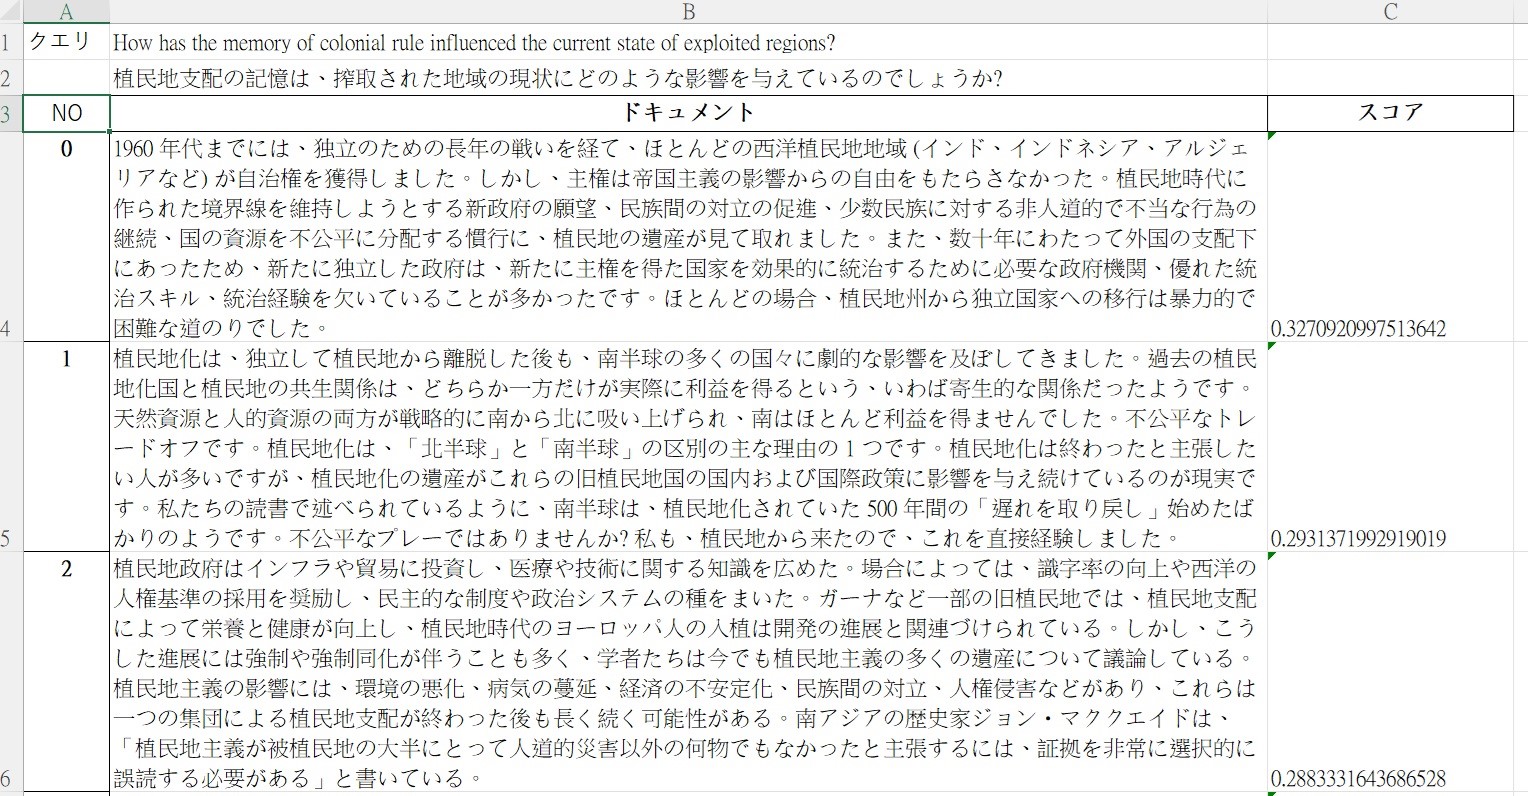 A B C
1 クエリ How has the memory of colonial rule influenced the current state of exploited regions?
2 植民地支配の記憶は、搾取された地域の現状にどのような影響を与えているのでしょうか?
3 NO ドキュメント スコア
0 1960 年代までには、独立のための長年の戦いを経て、ほとんどの西洋植民地地域 (インド、インドネシア、アルジェ
リアなど) が自治権を獲得しました。しかし、主権は帝国主義の影響からの自由をもたらさなかった。植民地時代に
作られた境界線を維持しようとする新政府の願望、民族間の対立の促進、少数民族に対する非人道的で不当な行為の
継続、国の資源を不公平に分配する慣行に、植民地の遺産が見て取れました。また、数十年にわたって外国の支配下
にあったため、新たに独立した政府は、新たに主権を得た国家を効果的に統治するために必要な政府機関、優れた統
治スキル、統治経験を欠いていることが多かったです。ほとんどの場合、植民地州から独立国家への移行は暴力的で
4 困難な道のりでした。 0.3270920997513642
1 植民地化は、独立して植民地から離脱した後も、南半球の多くの国々に劇的な影響を及ぼしてきました。過去の植民
地化国と植民地の共生関係は、どちらか一方だけが実際に利益を得るという、いわば寄生的な関係だったようです。
天然資源と人的資源の両方が戦略的に南から北に吸い上げられ、南はほとんど利益を得ませんでした。不公平なトレ
ードオフです。植民地化は、「北半球」と「南半球」の区別の主な理由の 1 つです。植民地化は終わったと主張した
い人が多いですが、植民地化の遺産がこれらの旧植民地国の国内および国際政策に影響を与え続けているのが現実で
す。私たちの読書で述べられているように、南半球は、植民地化されていた 500 年間の「遅れを取り戻し」始めたば
5 かりのようです。不公平なプレーではありませんか? 私も、植民地から来たので、これを直接経験しました。 0.2931371992919019
2 植民地政府はインフラや貿易に投資し、医療や技術に関する知識を広めた。場合によっては、識字率の向上や西洋の
人権基準の採用を奨励し、民主的な制度や政治システムの種をまいた。ガーナなど一部の旧植民地では、植民地支配
によって栄養と健康が向上し、植民地時代のヨーロッパ人の入植は開発の進展と関連づけられている。しかし、こう
した進展には強制や強制同化が伴うことも多く、学者たちは今でも植民地主義の多くの遺産について議論している。
植民地主義の影響には、環境の悪化、病気の蔓延、経済の不安定化、民族間の対立、人権侵害などがあり、これらは
一つの集団による植民地支配が終わった後も長く続く可能性がある。南アジアの歴史家ジョン・マククエイドは、
「植民地主義が被植民地の大半にとって人道的災害以外の何物でもなかったと主張するには、証拠を非常に選択的に
6 誤読する必要がある」と書いている。 0.2883331643686528